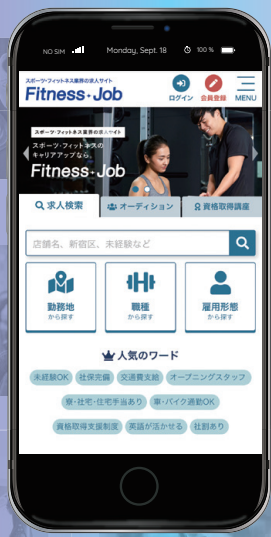 NO SIM
Monday, Sept. 18
100 %
スポーツ・フィットネス業界の求人サイト
Fitness・Job
ログイン
会員登録
MENU
スポーツ・フィットネス業界の求人サイト
スポーツ・フィットネスの
キャリアアップなら
Fitness・Job
求人検索
オーディション
資格取得講座
店舗名、新宿区、未経験など
勤務地 職種 雇用形態
から探す から探す から探す
人気のワード
未経験OK 社保完備 交通費支給 オープニングスタッフ
寮・社宅・住宅手当あり 車・バイク通勤OK
資格取得支援制度 英語が活かせる 社割あり